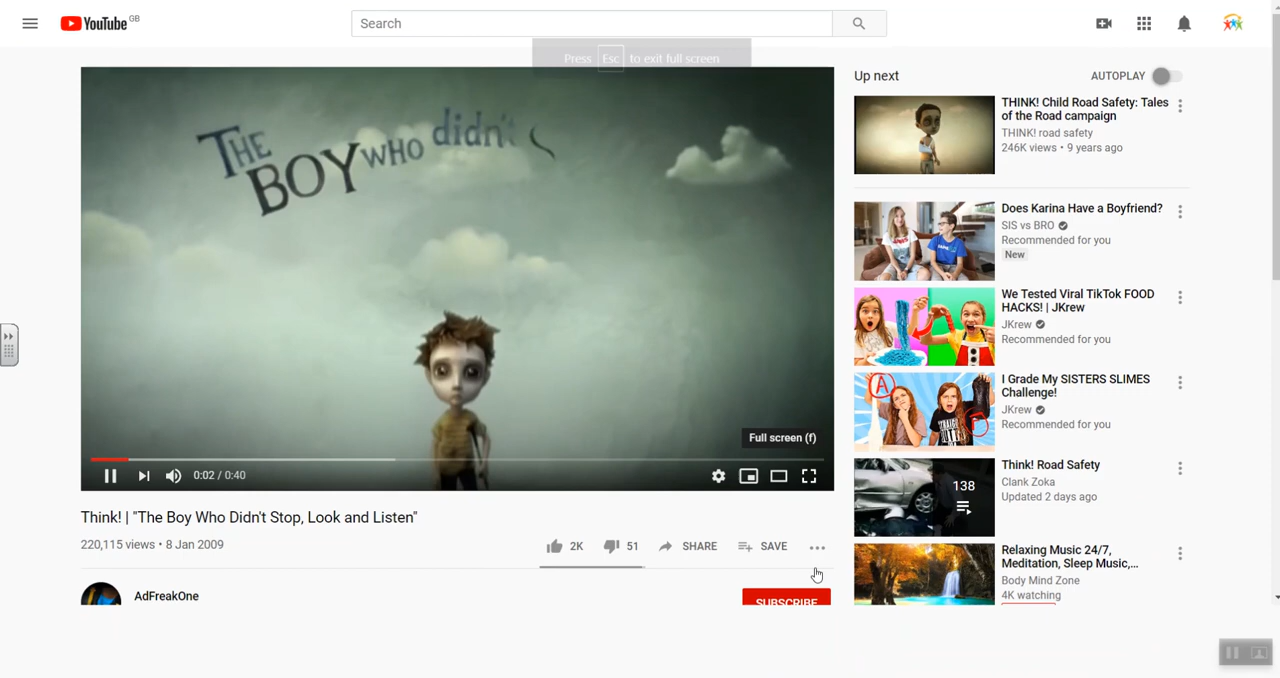 YouTube GB
Search
Press Esc to exit full screen
THE BOY WHO didn't
Full screen (f)
0:02 / 0:40
Think! | "The Boy Who Didn't Stop, Look and Listen"
220,115 views • 8 Jan 2009
2K
51
SHARE
SAVE
AdFreakOne
SUBSCRIBE
Up next
AUTOPLAY
THINK! Child Road Safety: Tales
of the Road campaign
THINK! road safety
246K views • 9 years ago
Does Karina Have a Boyfriend?
SIS vs BRO
Recommended for you
New
We Tested Viral TikTok FOOD
HACKS! | JKrew
JKrew
Recommended for you
A
I Grade My SISTERS SLIMES
Challenge!
JKrew
Recommended for you
138
Think! Road Safety
Clank Zoka
Updated 2 days ago
Relaxing Music 24/7,
Meditation, Sleep Music,...
Body Mind Zone
4K watching